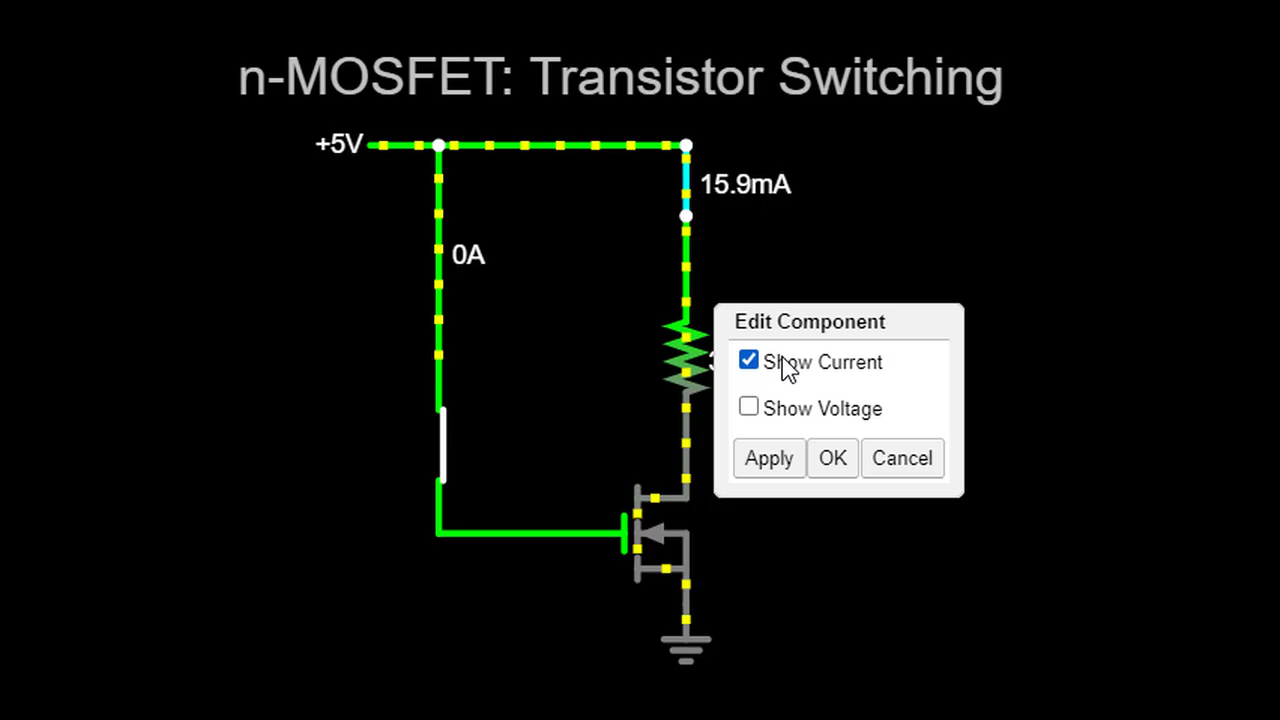 n-MOSFET: Transistor Switching
+5V
15.9mA
0A
Edit Component
Show Current
Show Voltage
Apply
OK
Cancel